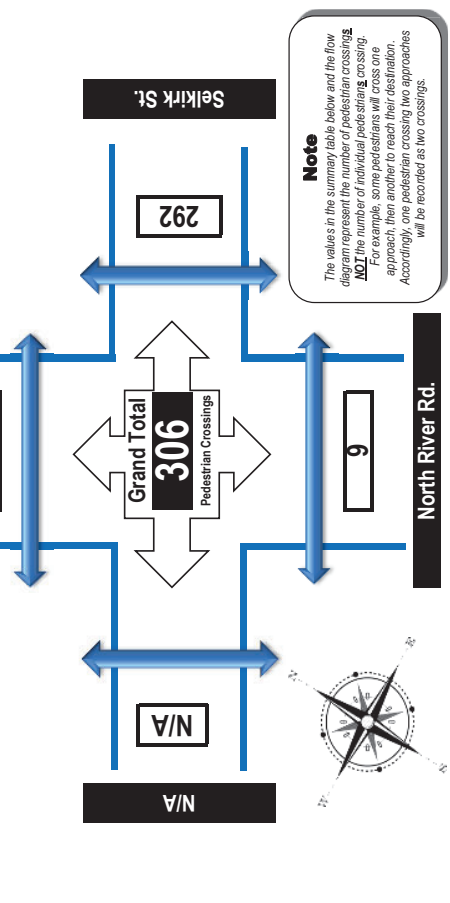 Selkirk St.
292
Grand Total
306
Pedestrian Crossings
9
North River Rd.
N/A
N/A
Note
The values in the summary table below and the flow
diagram represent the number of pedestrian crossings
NOT the number of individual pedestrians crossing.
For example, some pedestrians will cross one
approach, then another to reach their destination.
Accordingly, one pedestrian crossing two approaches
will be recorded as two crossings.
N
E
S
W